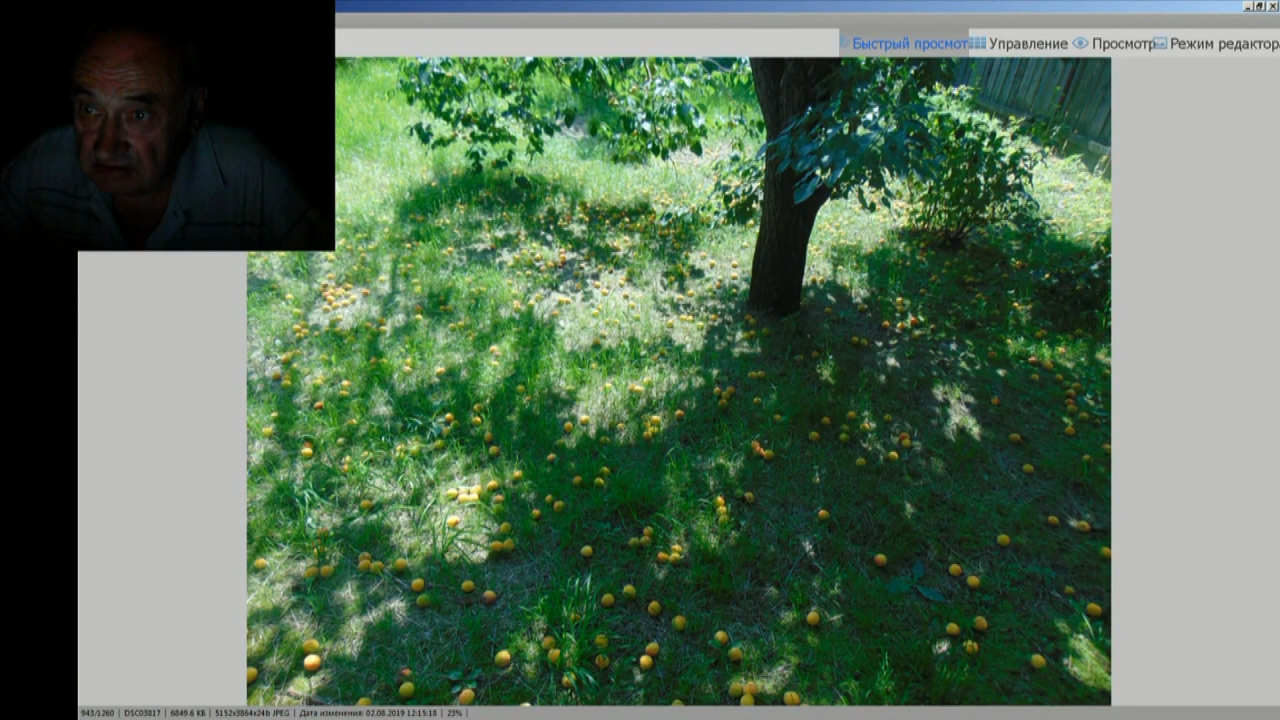 Быстрый просмот Управление Просмотр Режим редактор
943/1260 | DSC03817 | 6849.6 КБ | 5152x3864x24b JPEG | Дата изменения: 02.08.2019 12:15:18 | 23% |